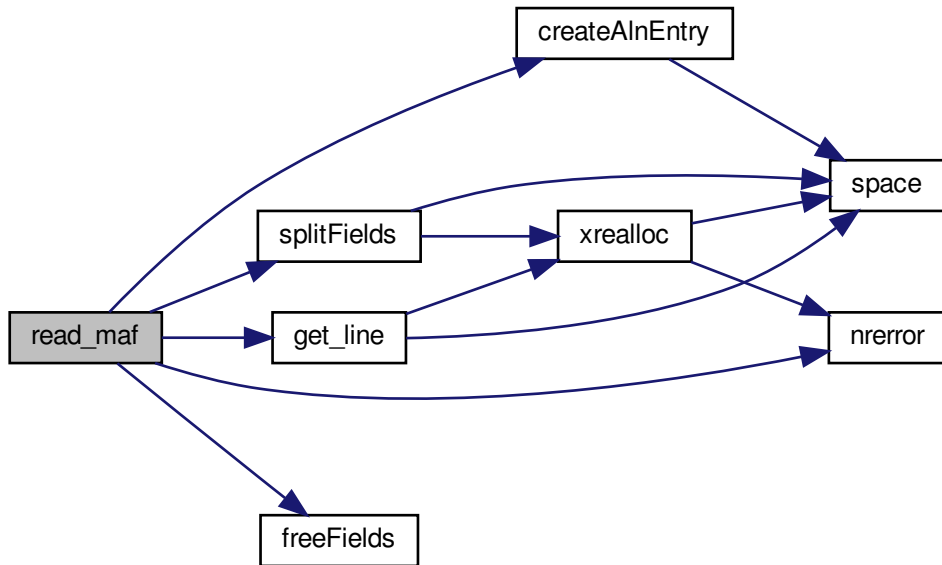 createAlnEntry
space
splitFields
xrealloc
read_maf
get_line
nrerror
freeFields